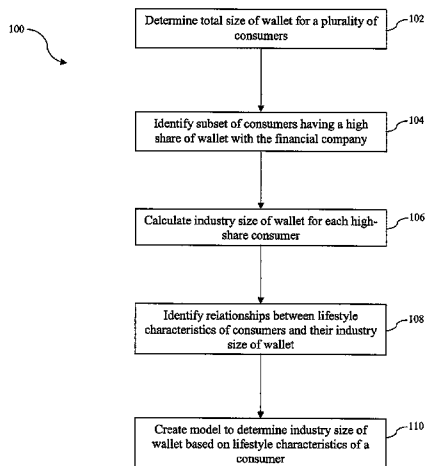 100
Determine total size of wallet for a plurality of
consumers
102
Identify subset of consumers having a high
share of wallet with the financial company
104
Calculate industry size of wallet for each high-
share consumer
106
Identify relationships between lifestyle
characteristics of consumers and their industry
size of wallet
108
Create model to determine industry size of
wallet based on lifestyle characteristics of a
consumer
110